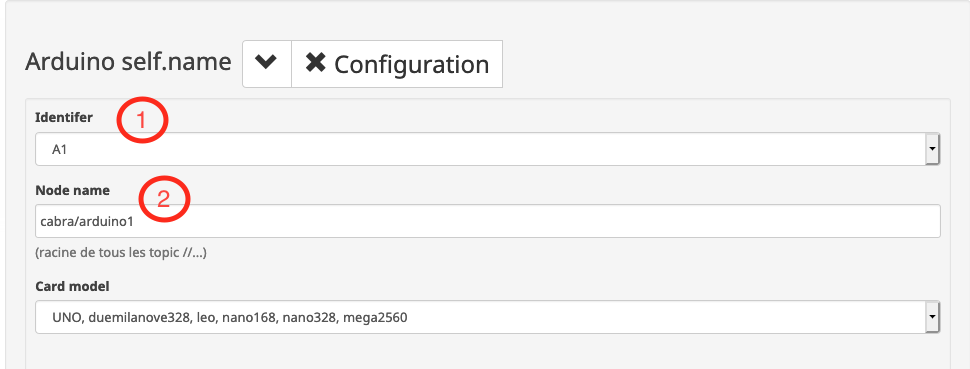 Arduino self.name Configuration
Identifer 1
A1
Node name 2
cabra/arduino1
(racine de tous les topic //...)
Card model
UNO, duemilanove328, leo, nano168, nano328, mega2560